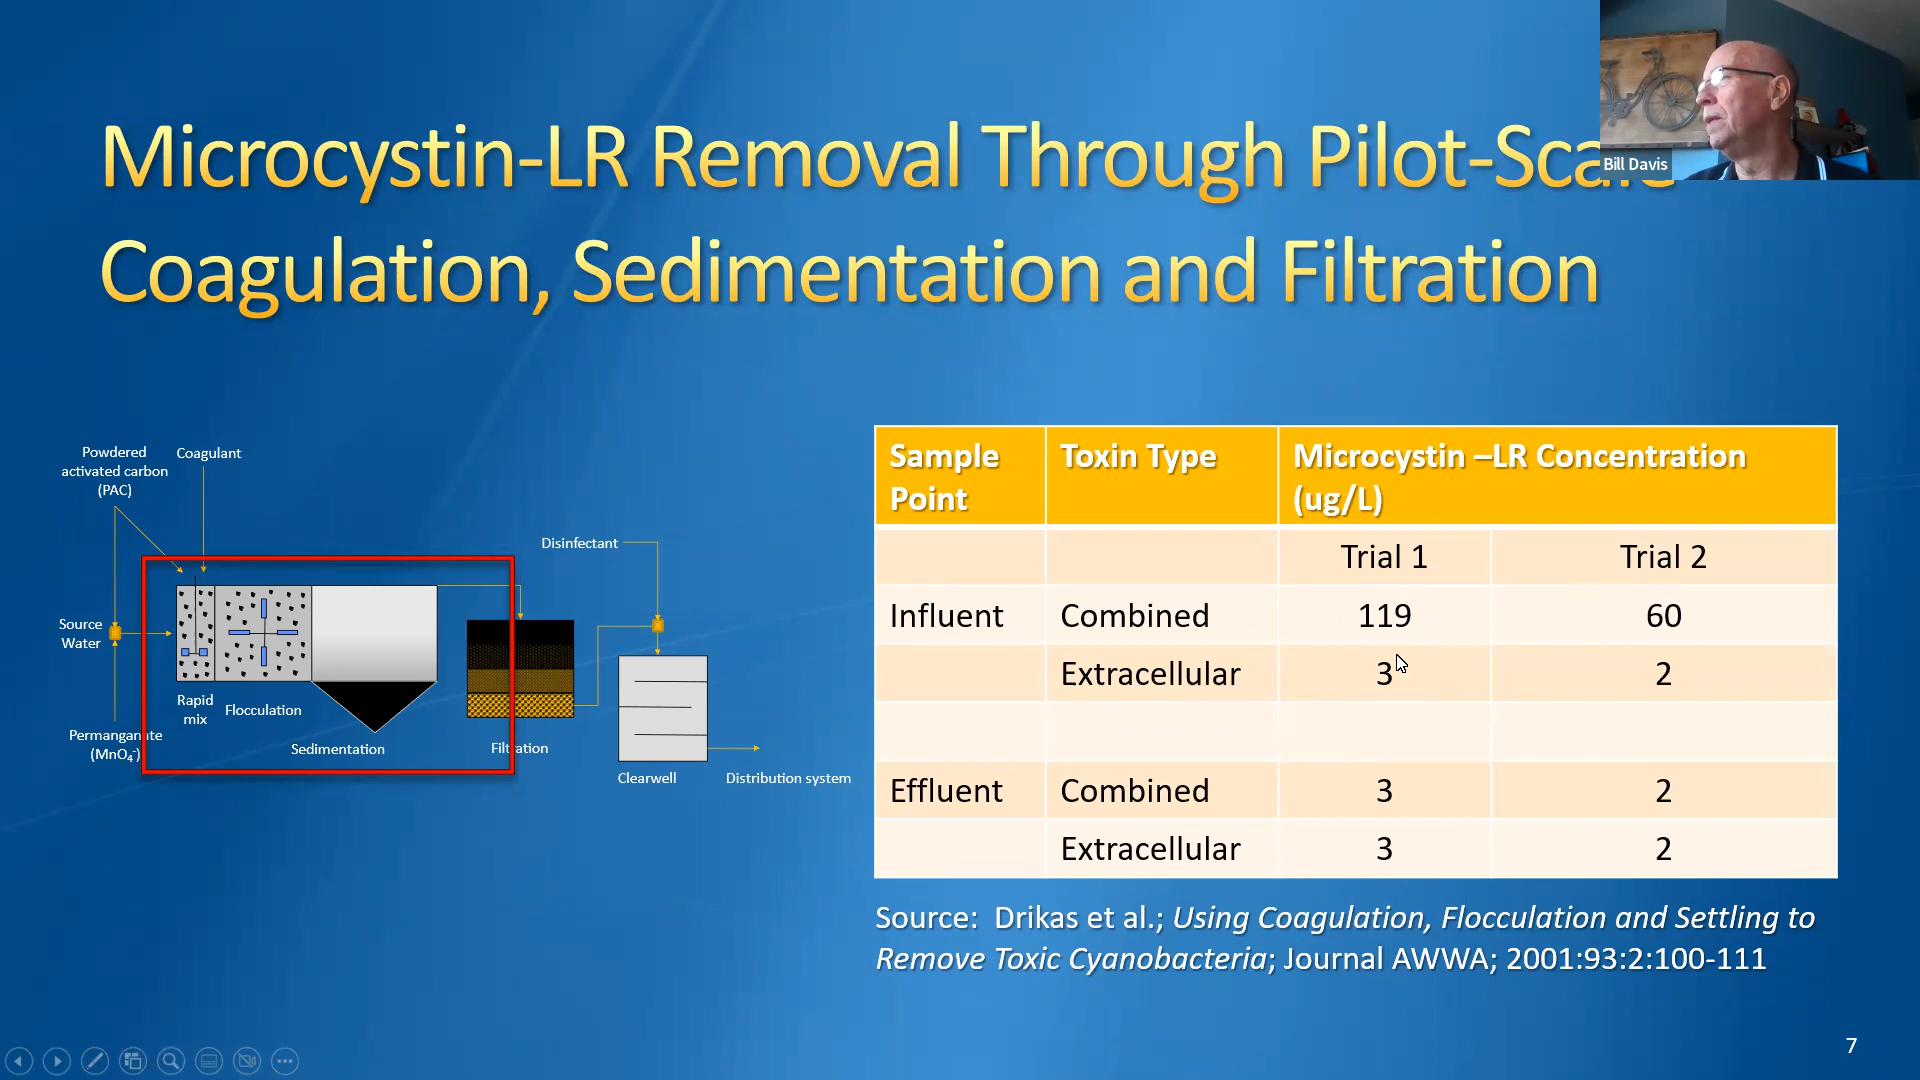 Microcystin-LR Removal Through Pilot-Scale
Coagulation, Sedimentation and Filtration
Bill Davis
Powdered
activated carbon
(PAC)
Coagulant
Disinfectant
Source
Water
Rapid
mix
Flocculation
Permanganate
(MnO₄⁻)
Sedimentation
Filtration
Clearwell
Distribution system
Sample Point Toxin Type Microcystin –LR Concentration (ug/L)
Trial 1 Trial 2
Influent Combined 119 60
Extracellular 3 2
Effluent Combined 3 2
Extracellular 3 2
Source: Drikas et al.; Using Coagulation, Flocculation and Settling to
Remove Toxic Cyanobacteria; Journal AWWA; 2001:93:2:100-111
7